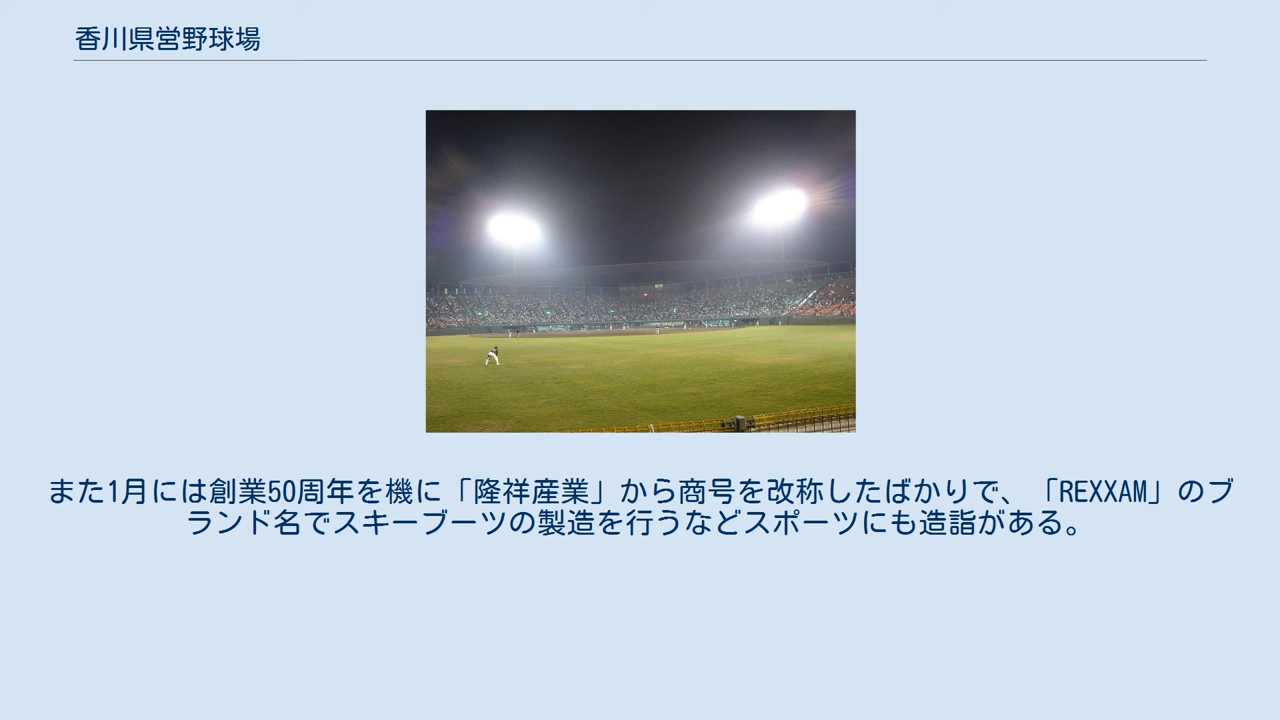 香川県営野球場
また1月には創業50周年を機に「隆祥産業」から商号を改称したばかりで、「REXXAM」のブ
ランド名でスキーブーツの製造を行うなどスポーツにも造詣がある。